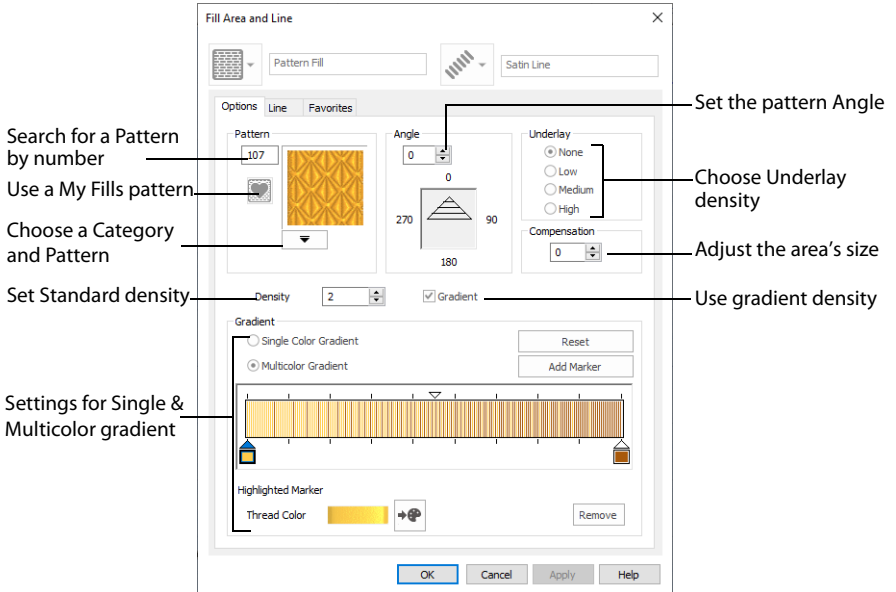 Fill Area and Line
Pattern Fill
Satin Line
Options
Line
Favorites
Set the pattern Angle
Pattern
Angle
Underlay
Search for a Pattern
by number
107
0
None
Low
Medium
High
0
Use a My Fills pattern
Choose Underlay
density
270
90
Choose a Category
and Pattern
180
Compensation
0
Adjust the area's size
Set Standard density
Density
2
Gradient
Use gradient density
Gradient
Single Color Gradient
Reset
Multicolor Gradient
Add Marker
Settings for Single &
Multicolor gradient
Highlighted Marker
Thread Color
Remove
OK
Cancel
Apply
Help